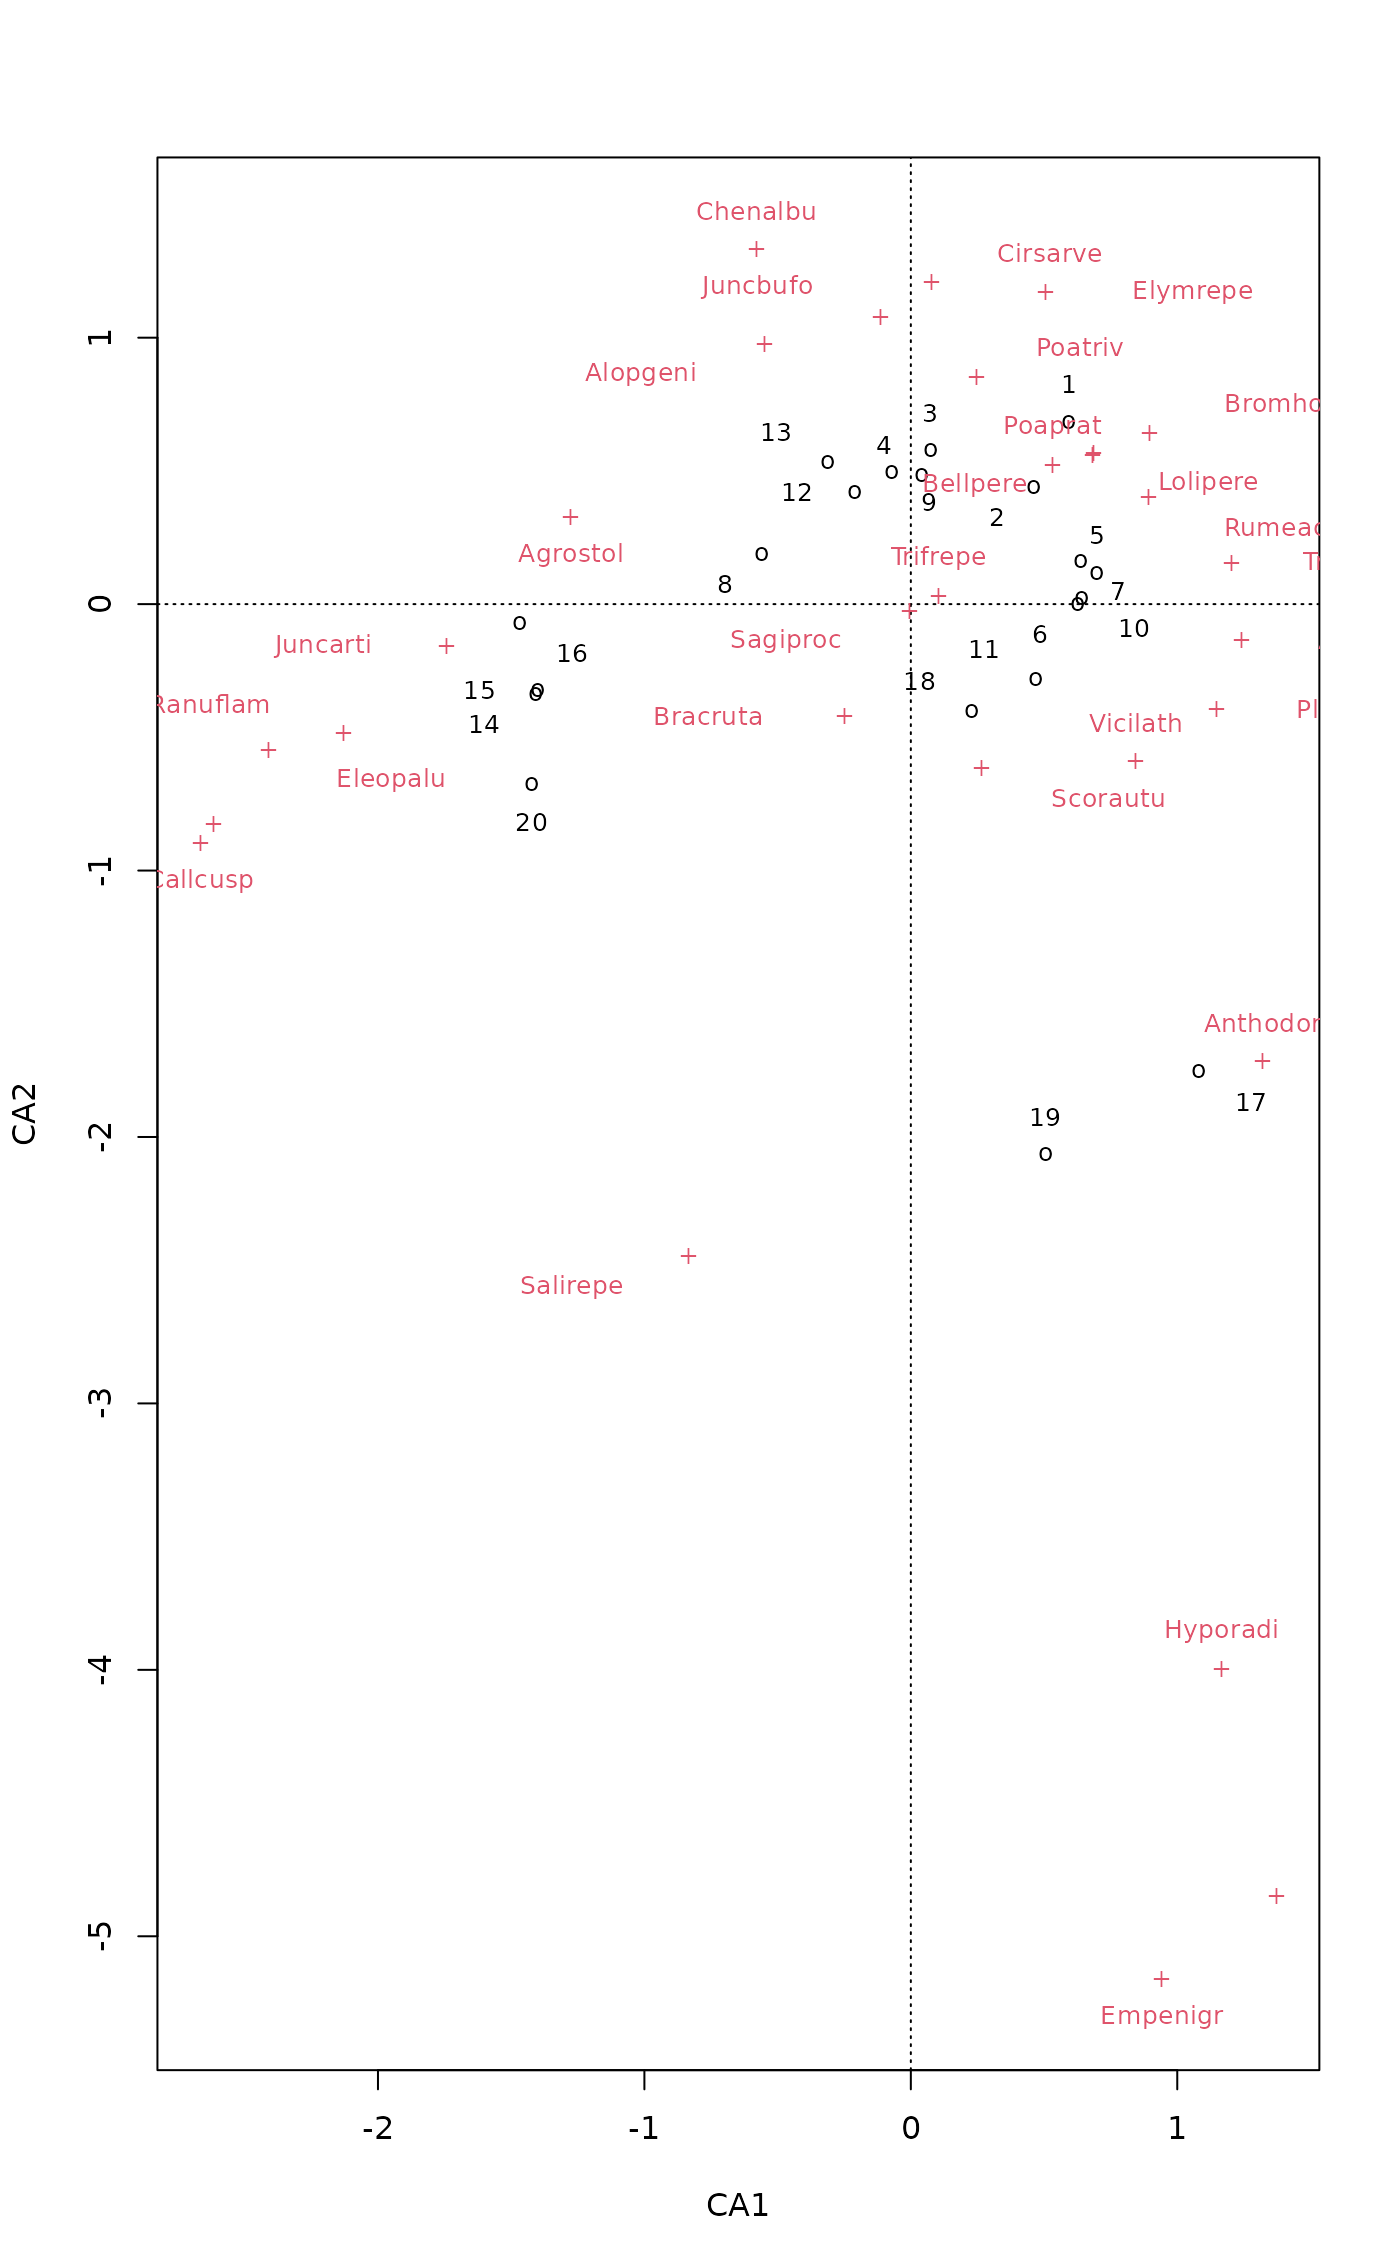 Chenalbu
Cirsarve
Juncbufo
Elymrepe
Poatriv
Alopgeni
1
Bromho
3
Poaprat
13
4
Lolipere
Bellpere
12
9
2
Rumeac
5
Agrostol
Trifrepe
8
7
10
6
Sagiproc
Juncarti
11
16
18
15
Ranuflam
Pl
Bracruta
14
Vicilath
Eleopalu
Scorautu
20
Callcusp
Anthodor
17
19
Salirepe
Hyporadi
Empenigr
1
0
-1
-2
-3
-4
-5
CA2
-2
-1
0
1
CA1